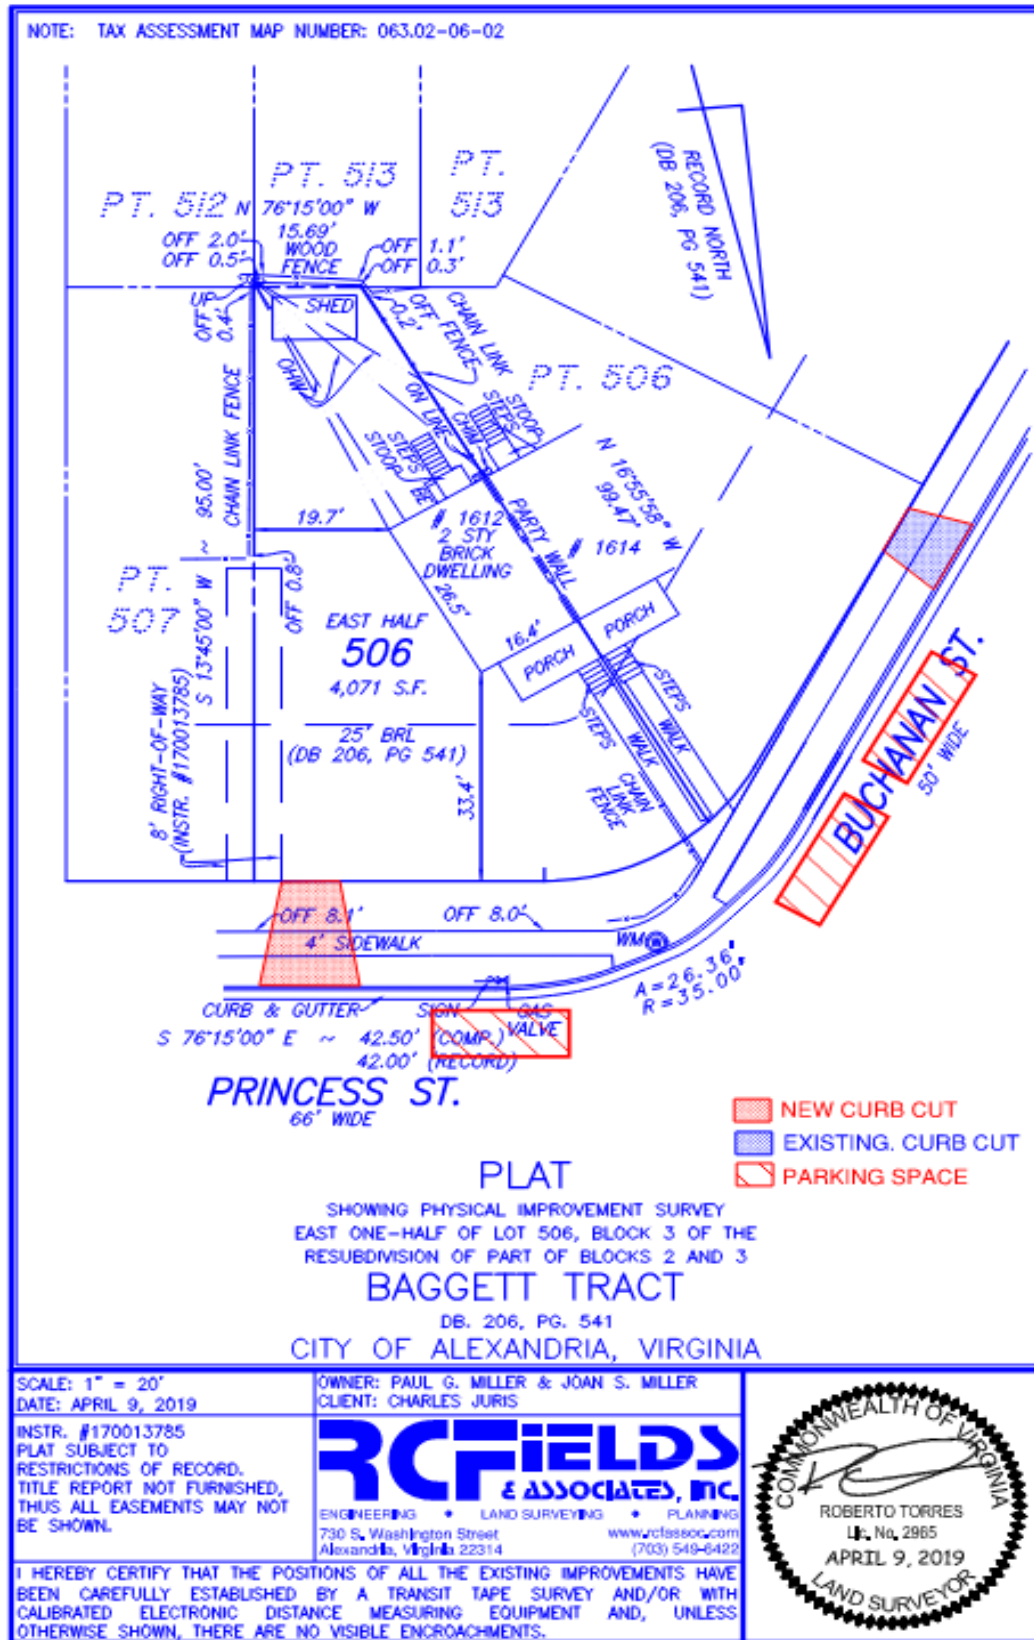 NOTE: TAX ASSESSMENT MAP NUMBER: 063.02-06-02
PT. 512
PT. 513
PT.
513
N 76°15'00" W
15.69'
WOOD
FENCE
OFF 2.0'
OFF 0.5'
OFF 1.1'
OFF 0.3'
UP
OFF
0.4'
SHED
0.2'
OFF FENCE
CHAIN LINK
OHW
ON LINE
CHIM
STEPS
STOOP
STEPS
STOOP
BE
RECORD NORTH
(DB 206, PG 541)
PT. 506
N 16°55'58" W
99.47'
95.00'
CHAIN LINK FENCE
~
S 13°45'00" W
19.7'
# 1612
2 STY
BRICK
DWELLING
PARTY WALL
# 1614
26.5'
16.4'
PORCH
PORCH
OFF 0.8'
PT.
507
EAST HALF
506
4,071 S.F.
25' BRL
(DB 206, PG 541)
8' RIGHT-OF-WAY
(INSTR. #170013785)
33.4'
STEPS
STEPS
WALK
WALK
CHAIN
LINK
FENCE
BUCHANAN ST.
50' WIDE
OFF 8.1'
OFF 8.0'
4' SIDEWALK
WM
A=26.36'
R=35.00'
CURB & GUTTER
SIGN
GAS
VALVE
S 76°15'00" E ~ 42.50' (COMP.)
42.00' (RECORD)
PRINCESS ST.
66' WIDE
NEW CURB CUT
EXISTING. CURB CUT
PARKING SPACE
PLAT
SHOWING PHYSICAL IMPROVEMENT SURVEY
EAST ONE-HALF OF LOT 506, BLOCK 3 OF THE
RESUBDIVISION OF PART OF BLOCKS 2 AND 3
BAGGETT TRACT
DB. 206, PG. 541
CITY OF ALEXANDRIA, VIRGINIA
SCALE: 1" = 20'
DATE: APRIL 9, 2019
OWNER: PAUL G. MILLER & JOAN S. MILLER
CLIENT: CHARLES JURIS
INSTR. #170013785
PLAT SUBJECT TO
RESTRICTIONS OF RECORD.
TITLE REPORT NOT FURNISHED,
THUS ALL EASEMENTS MAY NOT
BE SHOWN.
RCFIELDS
& ASSOCIATES, INC.
ENGINEERING • LAND SURVEYING • PLANNING
730 S. Washington Street
Alexandria, Virginia 22314
www.rcfassoc.com
(703) 549-6422
COMMONWEALTH OF VIRGINIA
ROBERTO TORRES
Lic. No. 2965
APRIL 9, 2019
LAND SURVEYOR
I HEREBY CERTIFY THAT THE POSITIONS OF ALL THE EXISTING IMPROVEMENTS HAVE
BEEN CAREFULLY ESTABLISHED BY A TRANSIT TAPE SURVEY AND/OR WITH
CALIBRATED ELECTRONIC DISTANCE MEASURING EQUIPMENT AND, UNLESS
OTHERWISE SHOWN, THERE ARE NO VISIBLE ENCROACHMENTS.